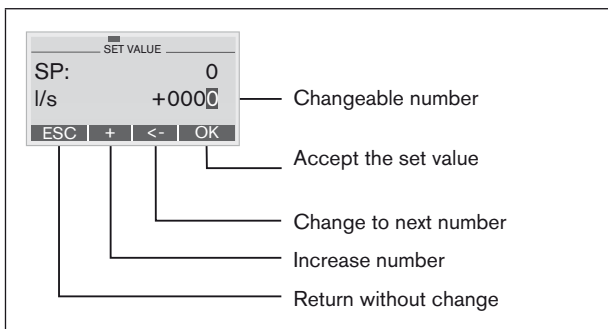 SET VALUE
SP: 0
l/s +0000
ESC + <- OK
Changeable number
Accept the set value
Change to next number
Increase number
Return without change